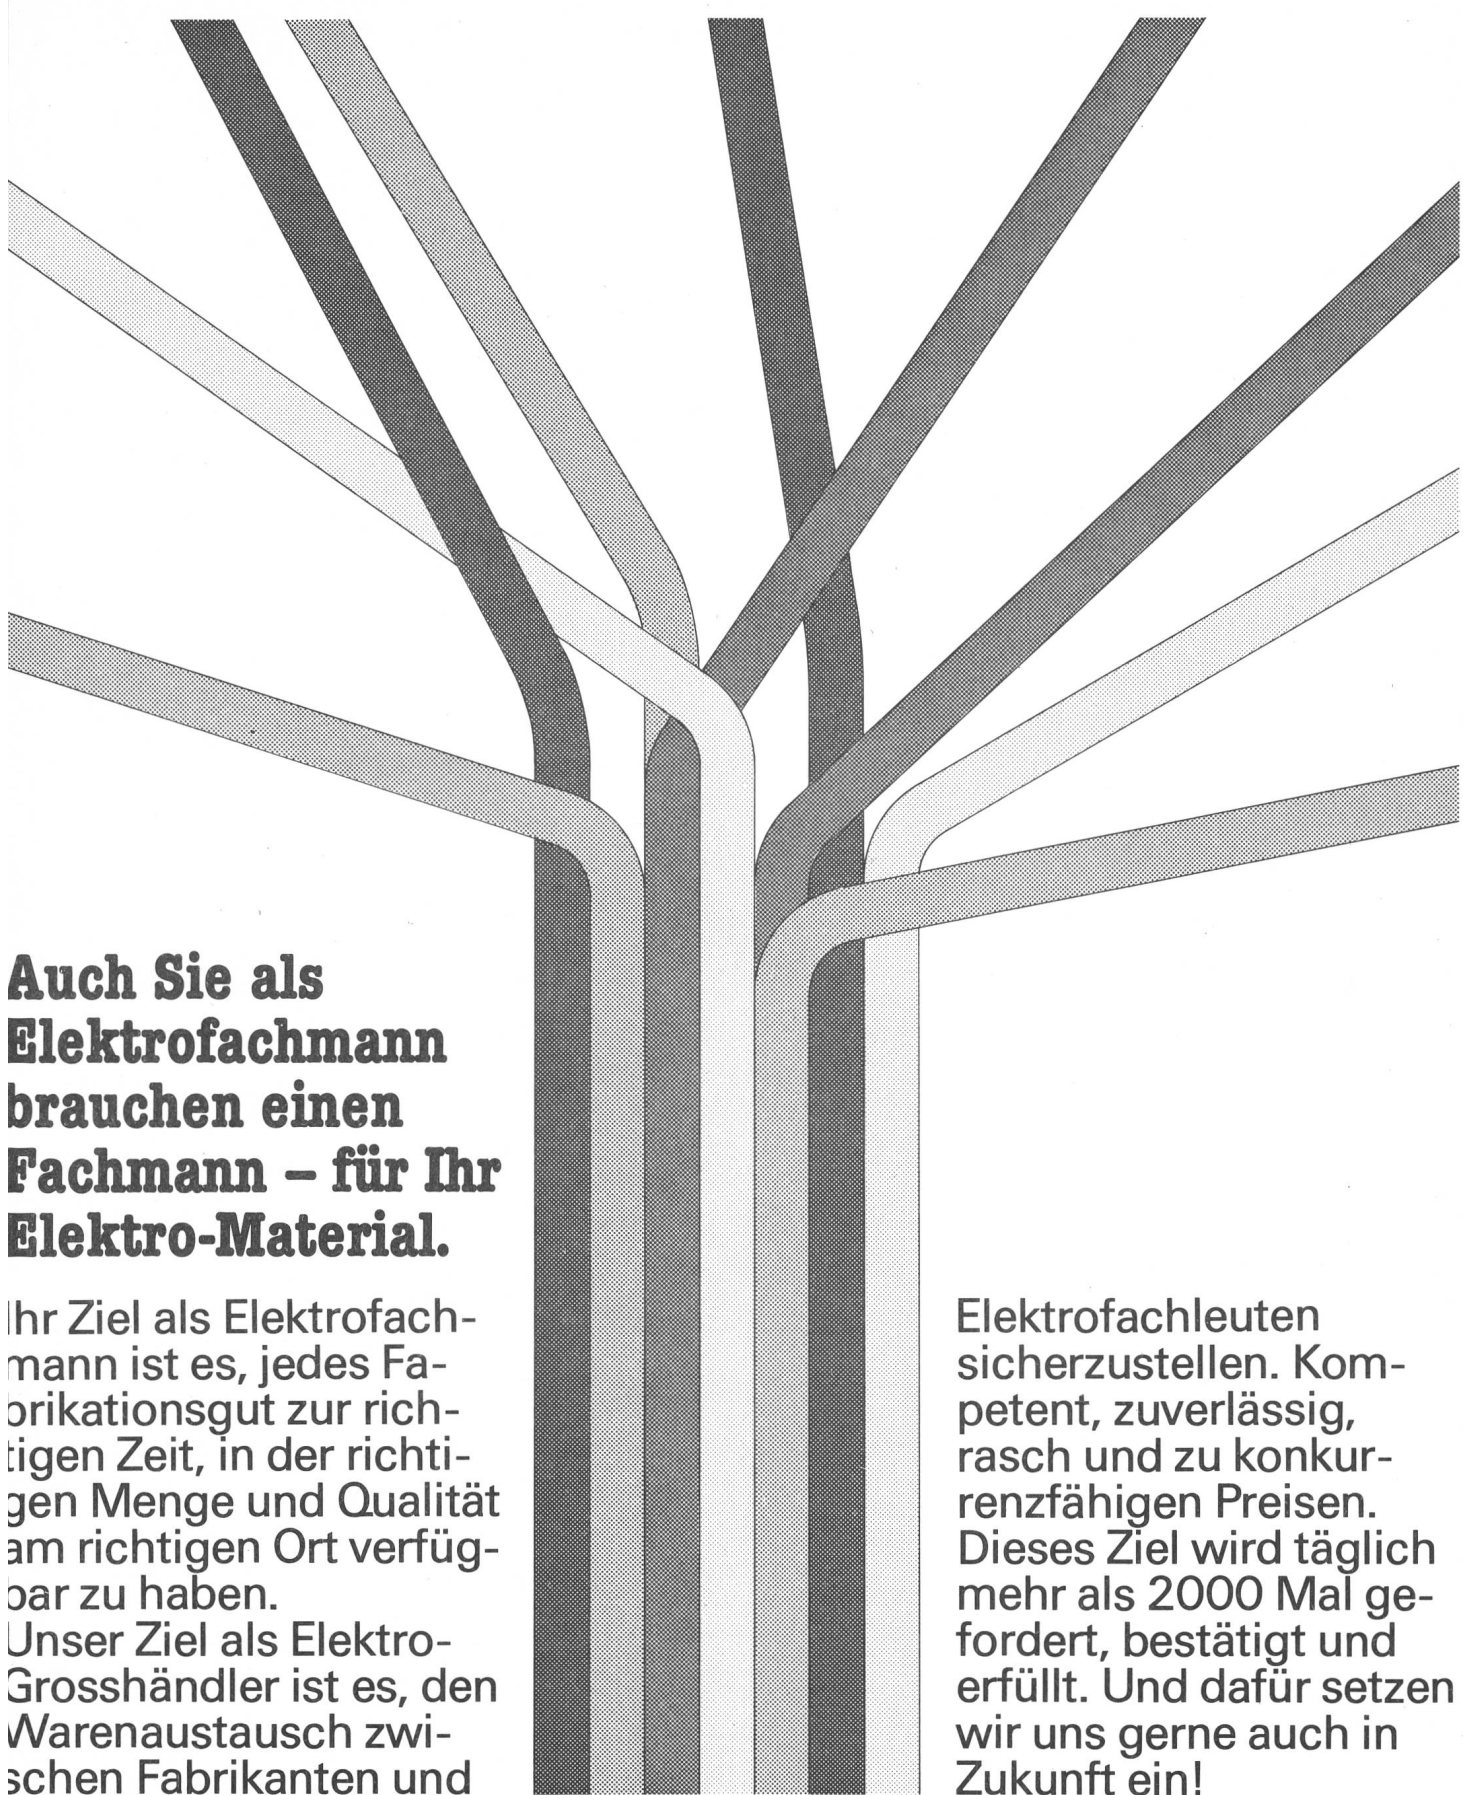 Auch Sie als
Elektrofachmann
brauchen einen
Fachmann – für Ihr
Elektro-Material.
Ihr Ziel als Elektrofach-
mann ist es, jedes Fa-
brikationsgut zur rich-
tigen Zeit, in der richti-
gen Menge und Qualität
am richtigen Ort verfüg-
bar zu haben.
Unser Ziel als Elektro-
Grosshändler ist es, den
Warenaustausch zwi-
schen Fabrikanten und
Elektrofachleuten
sicherzustellen. Kom-
petent, zuverlässig,
rasch und zu konkur-
renzfähigen Preisen.
Dieses Ziel wird täglich
mehr als 2000 Mal ge-
fordert, bestätigt und
erfüllt. Und dafür setzen
wir uns gerne auch in
Zukunft ein!